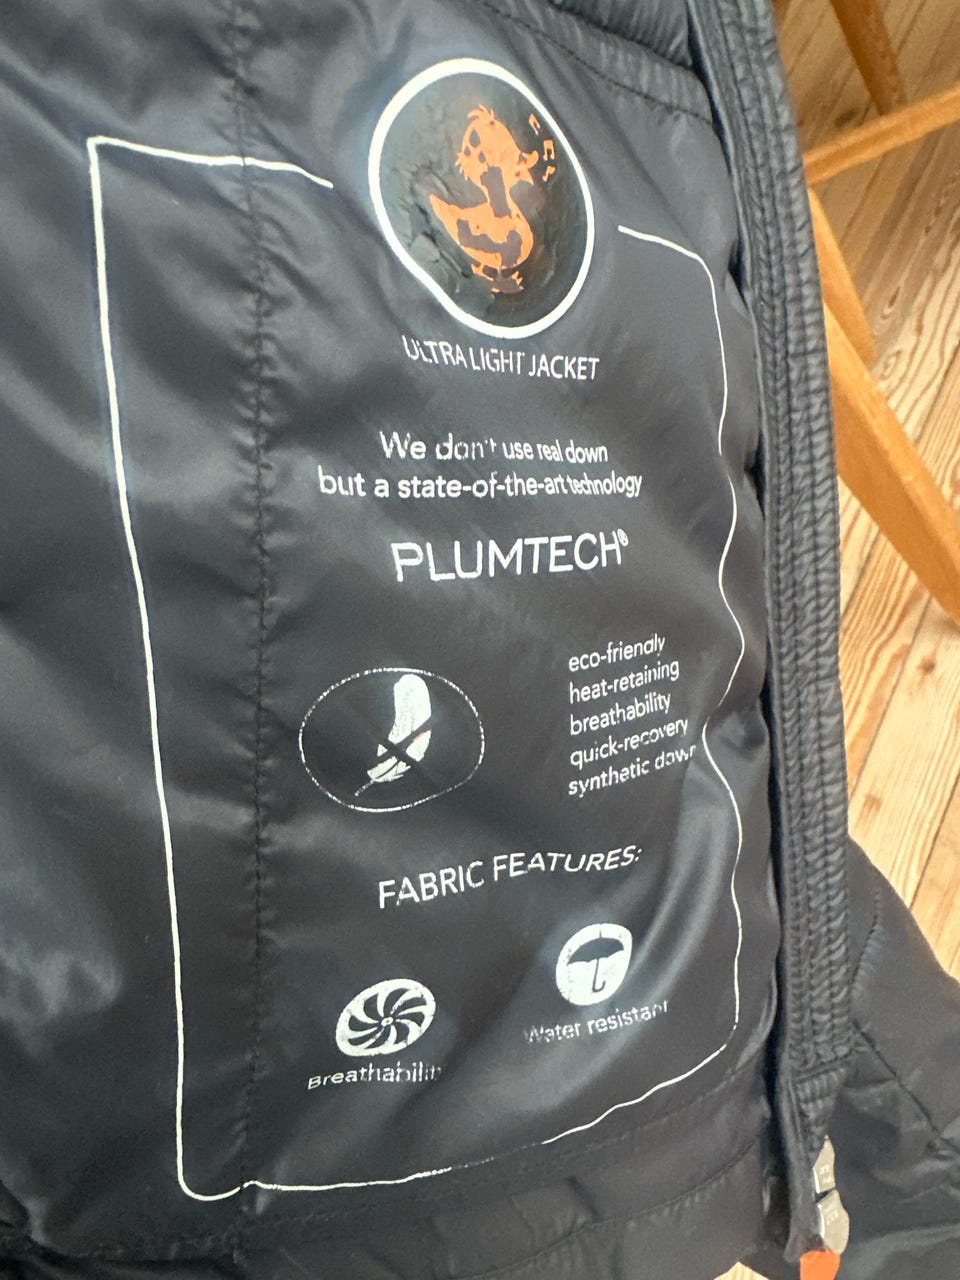 ULTRA LIGHT JACKET
We don't use real down
but a state-of-the-art technology
PLUMTECH®
eco-friendly
heat-retaining
breathability
quick-recovery
synthetic down
FABRIC FEATURES:
Water resistant
Breathability